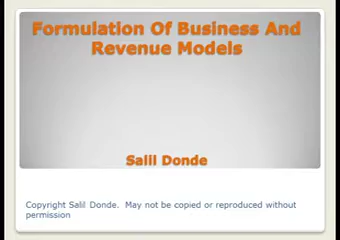 Formulation Of Business And
Revenue Models
Salil Donde
Copyright Salil Donde.  May not be copied or reproduced without
permission